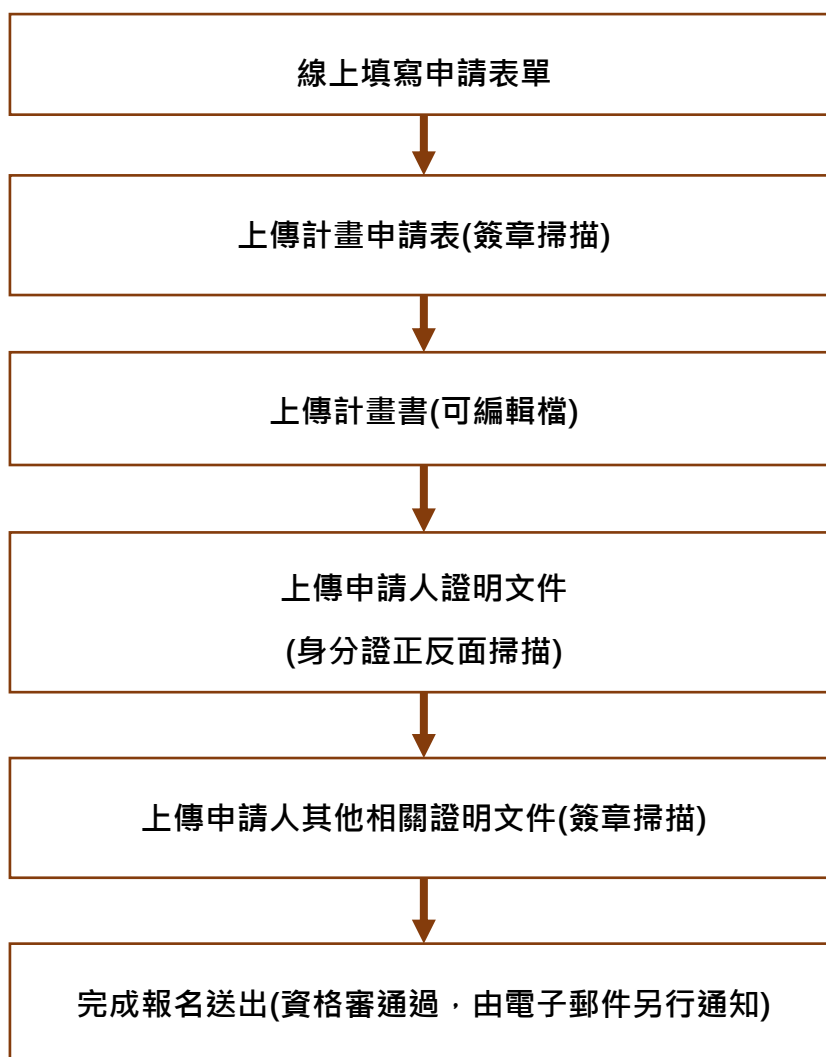 線上填寫申請表單
上傳計畫申請表(簽章掃描)
上傳計畫書(可編輯檔)
上傳申請人證明文件
(身分證正反面掃描)
上傳申請人其他相關證明文件(簽章掃描)
完成報名送出(資格審通過，由電子郵件另行通知)